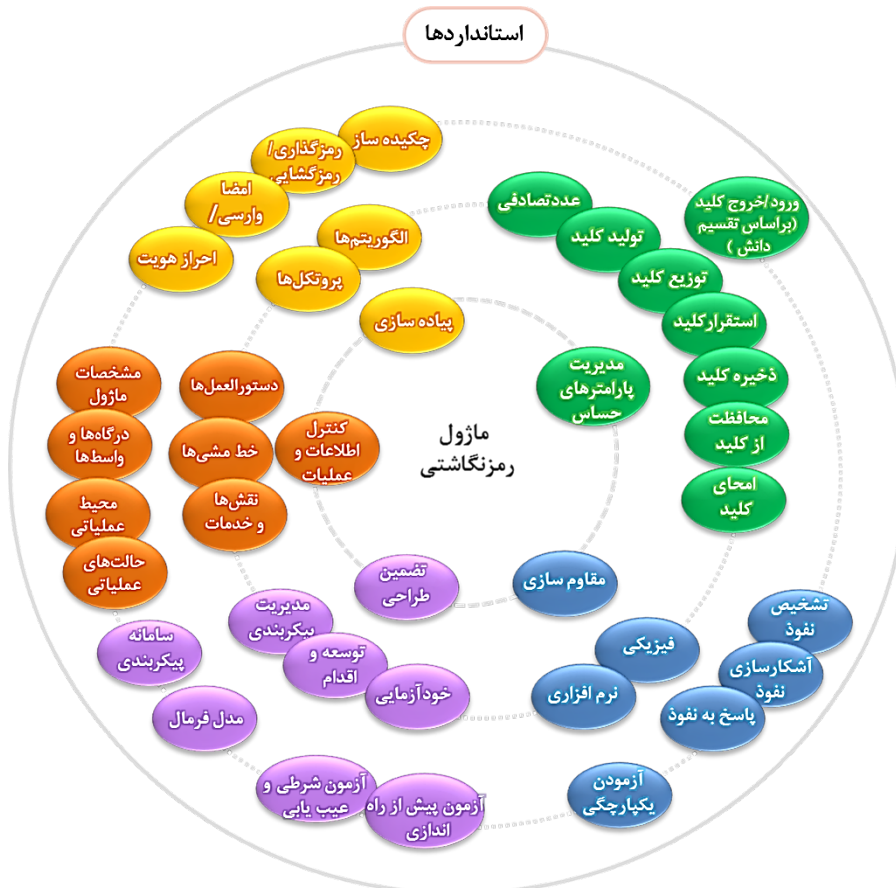 استانداردها
چکیده ساز
رمزگذاری/
رمزگشایی
امضا
/وارسی
احراز هویت
الگوریتم‌ها
پروتکل‌ها
پیاده سازی
عددتصادفی
تولید کلید
توزیع کلید
استقرارکلید
ذخیره کلید
محافظت
از کلید
امحای
کلید
ورود/خروج کلید
(براساس تقسیم
دانش )
مدیریت
پارامترهای
حساس
ماژول
رمزنگاشتی
مشخصات
ماژول
درگاه‌ها و
واسط‌ها
محیط
عملیاتی
حالت‌های
عملیاتی
دستورالعمل‌ها
خط مشی‌ها
نقش‌ها
و خدمات
کنترل
اطلاعات و
عملیات
تضمین
طراحی
مدیریت
پیکربندی
توسعه و
اقدام
خودآزمایی
سامانه
پیکربندی
مدل فرمال
آزمون شرطی و
عیب یابی
آزمون پیش از راه
اندازی
مقاوم سازی
فیزیکی
نرم افزاری
تشخیص
نفوذ
آشکارسازی
نفوذ
پاسخ به نفوذ
آزمودن
یکپارچگی